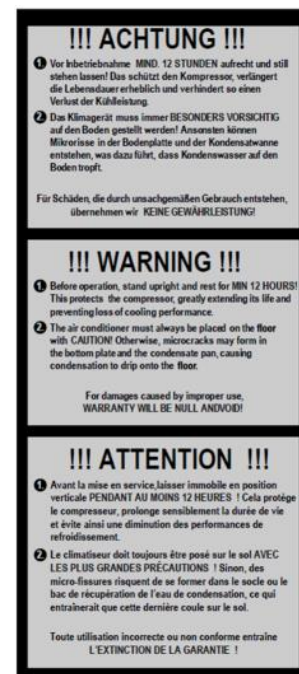 !!! ACHTUNG !!!
1. Vor Inbetriebnahme MIND. 12 STUNDEN aufrecht und still
stehen lassen! Das schützt den Kompressor, verlängert
die Lebensdauer erheblich und verhindert so einen
Verlust der Kühlleistung.
2. Das Klimagerät muss immer BESONDERS VORSICHTIG
auf den Boden gestellt werden! Ansonsten können
Mikrorisse in der Bodenplatte und der Kondensatwanne
entstehen, was dazu führt, dass Kondenswasser auf den
Boden tropft.
Für Schäden, die durch unsachgemäßen Gebrauch entstehen,
übernehmen wir KEINE GEWÄHRLEISTUNG!
!!! WARNING !!!
1. Before operation, stand upright and rest for MIN 12 HOURS!
This protects the compressor, greatly extending its life and
preventing loss of cooling performance.
2. The air conditioner must always be placed on the floor
with CAUTION! Otherwise, microcracks may form in
the bottom plate and the condensate pan, causing
condensation to drip onto the floor.
For damages caused by improper use,
WARRANTY WILL BE NULL ANDVOID!
!!! ATTENTION !!!
1. Avant la mise en service,laisser immobile en position
verticale PENDANT AU MOINS 12 HEURES ! Cela protège
le compresseur, prolonge sensiblement la durée de vie
et évite ainsi une diminution des performances de
refroidissement.
2. Le climatiseur doit toujours être posé sur le sol AVEC
LES PLUS GRANDES PRÉCAUTIONS ! Sinon, des
micro-fissures risquent de se former dans le socle ou le
bac de récupération de l'eau de condensation, ce qui
entraînerait que cette dernière coule sur le sol.
Toute utilisation incorrecte ou non conforme entraîne
L'EXTINCTION DE LA GARANTIE !